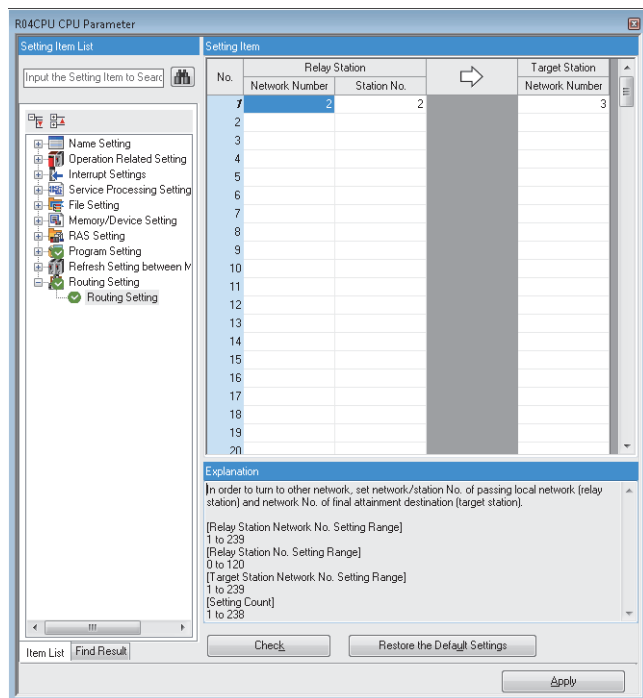 R04CPU CPU Parameter
Setting Item List
Input the Setting Item to Searc
Name Setting
Operation Related Setting
Interrupt Settings
Service Processing Setting
File Setting
Memory/Device Setting
RAS Setting
Program Setting
Refresh Setting between M
Routing Setting
Routing Setting
Item List Find Result
Setting Item
No. Relay Station Target Station
Network Number Station No. Network Number
1 2 2 3
2
3
4
5
6
7
8
9
10
11
12
13
14
15
16
17
18
19
20
Explanation
In order to turn to other network, set network/station No. of passing local network (relay
station) and network No. of final attainment destination (target station).
[Relay Station Network No. Setting Range]
1 to 239
[Relay Station No. Setting Range]
0 to 120
[Target Station Network No. Setting Range]
1 to 239
[Setting Count]
1 to 238
Check Restore the Default Settings
Apply